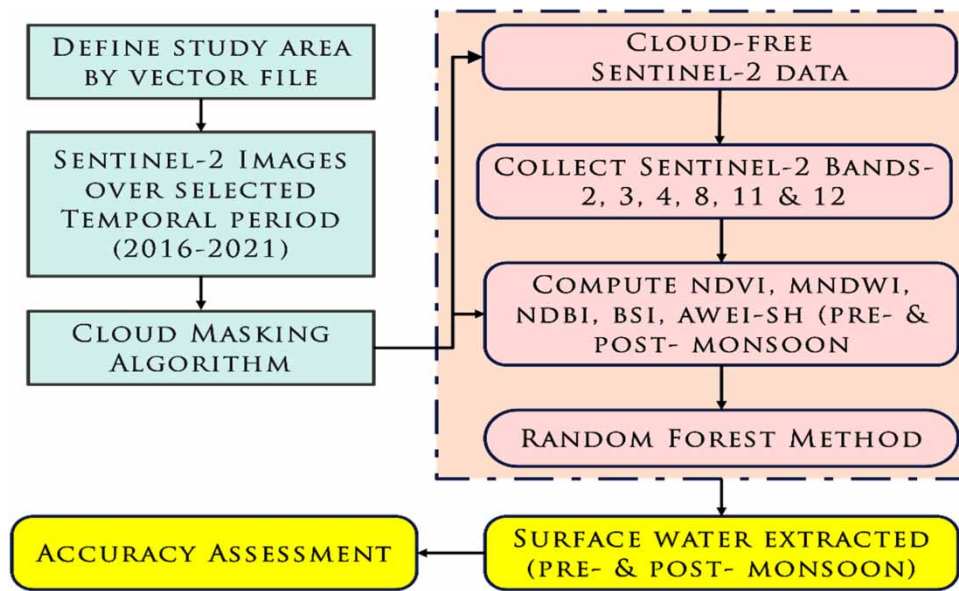 DEFINE STUDY AREA
BY VECTOR FILE
SENTINEL-2 IMAGES
OVER SELECTED
TEMPORAL PERIOD
(2016-2021)
CLOUD MASKING
ALGORITHM
CLOUD-FREE
SENTINEL-2 DATA
COLLECT SENTINEL-2 BANDS-
2, 3, 4, 8, 11 & 12
COMPUTE NDVI, MNDWI,
NDBI, BSI, AWEI-SH (PRE- &
POST- MONSOON
RANDOM FOREST METHOD
SURFACE WATER EXTRACTED
(PRE- & POST- MONSOON)
ACCURACY ASSESSMENT